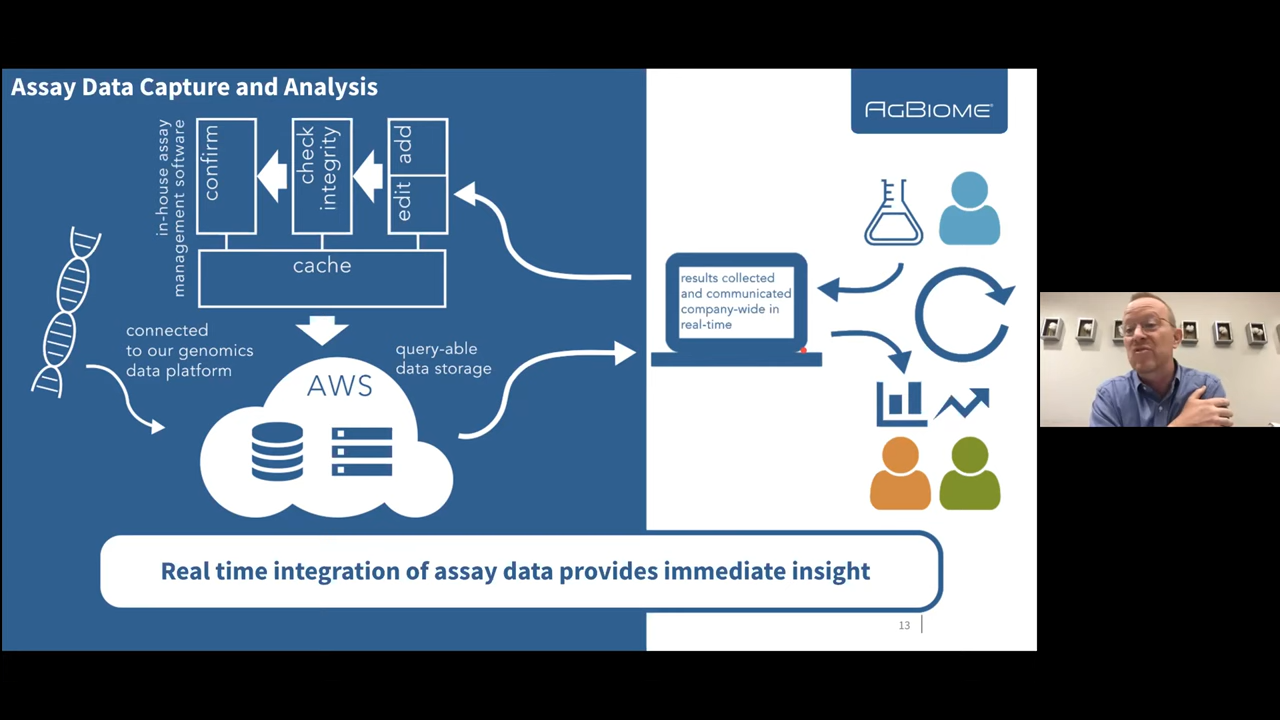 Assay Data Capture and Analysis
AGBIOME®
in-house assay
management software
confirm
check
integrity
add
edit
cache
connected
to our genomics
data platform
AWS
query-able
data storage
results collected
and communicated
company-wide in
real-time
Real time integration of assay data provides immediate insight
13